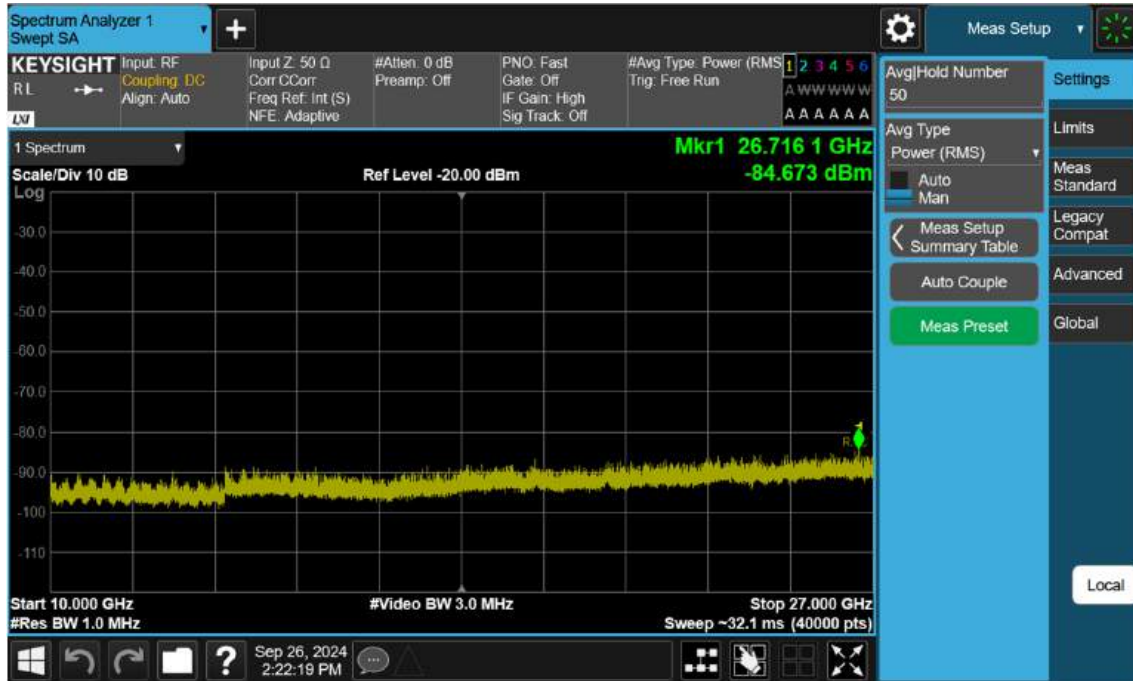 Spectrum Analyzer 1
Swept SA
+
Meas Setup
KEYSIGHT
RL
LXI
Input: RF
Coupling: DC
Align: Auto
Input Z: 50 Ω
Corr CCorr
Freq Ref: Int (S)
NFE: Adaptive
#Atten: 0 dB
Preamp: Off
PNO: Fast
Gate: Off
IF Gain: High
Sig Track: Off
#Avg Type: Power (RMS
Trig: Free Run
1 2 3 4 5 6
A W W W W W
A A A A A A
1 Spectrum
Mkr1 26.716 1 GHz
Scale/Div 10 dB
Ref Level -20.00 dBm
-84.673 dBm
Log
-30.0
-40.0
-50.0
-60.0
-70.0
-80.0
-90.0
-100
-110
1
Start 10.000 GHz
#Video BW 3.0 MHz
Stop 27.000 GHz
#Res BW 1.0 MHz
Sweep ~32.1 ms (40000 pts)
Avg|Hold Number
50
Avg Type
Power (RMS)
Auto
Man
Meas Setup
Summary Table
Auto Couple
Meas Preset
Settings
Limits
Meas
Standard
Legacy
Compat
Advanced
Global
Local
?
Sep 26, 2024
2:22:19 PM